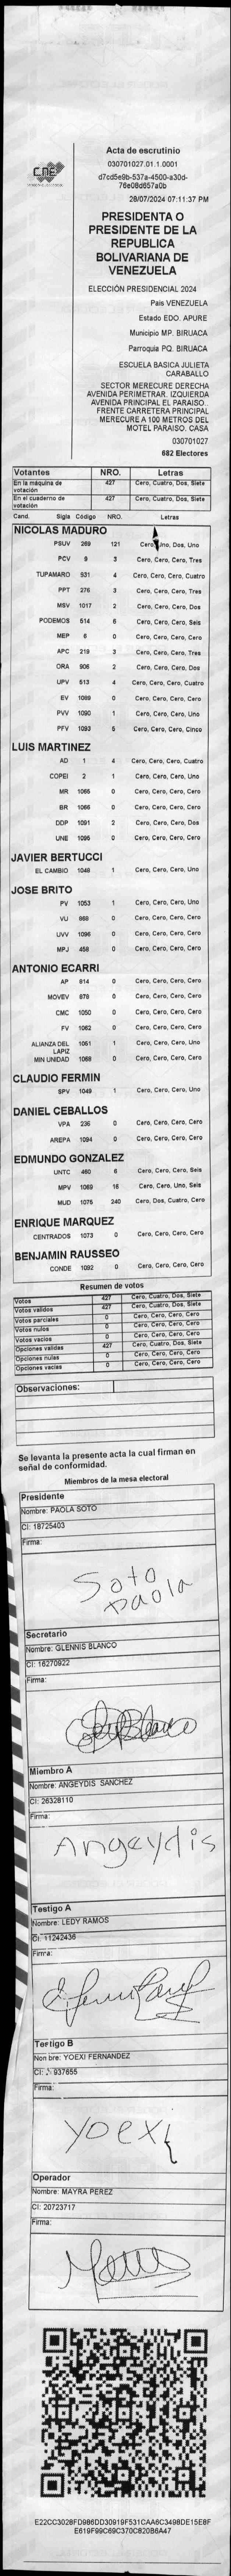 CNE
Acta de escrutinio
030701027.01.1.0001
d7cd5e9b-537a-4500-a30d-
76e08d657a0b
28/07/2024 07:11:37 PM
PRESIDENTA O
PRESIDENTE DE LA
REPUBLICA
BOLIVARIANA DE
VENEZUELA
ELECCIÓN PRESIDENCIAL 2024
País VENEZUELA
Estado EDO. APURE
Municipio MP. BIRUACA
Parroquia PQ. BIRUACA
ESCUELA BASICA JULIETA
CARABALLO
SECTOR MERECURE DERECHA
AVENIDA PERIMETRAR. IZQUIERDA
AVENIDA PRINCIPAL EL PARAISO..
FRENTE CARRETERA PRINCIPAL
MERECURE A 100 METROS DEL
MOTEL PARAISO. CASA
030701027
682 Electores
Votantes NRO. Letras
En la máquina de votación 427 Cero, Cuatro, Dos, Siete
En el cuaderno de votación 427 Cero, Cuatro, Dos, Siete
Cand. Sigla Código NRO. Letras
NICOLAS MADURO
PSUV 269 121 Cero, Uno, Dos, Uno
PCV 9 3 Cero, Cero, Cero, Tres
TUPAMARO 531 4 Cero, Cero, Cero, Cuatro
PPT 276 3 Cero, Cero, Cero, Tres
MSV 1017 2 Cero, Cero, Cero, Dos
PODEMOS 514 6 Cero, Cero, Cero, Seis
MEP 6 0 Cero, Cero, Cero, Cero
APC 219 3 Cero, Cero, Cero, Tres
ORA 906 2 Cero, Cero, Cero, Dos
UPV 513 4 Cero, Cero, Cero, Cuatro
EV 1089 0 Cero, Cero, Cero, Cero
PVV 1090 1 Cero, Cero, Cero, Uno
PFV 1093 5 Cero, Cero, Cero, Cinco
LUIS MARTINEZ
AD 1 4 Cero, Cero, Cero, Cuatro
COPEI 2 1 Cero, Cero, Cero, Uno
MR 1065 0 Cero, Cero, Cero, Cero
BR 1066 0 Cero, Cero, Cero, Cero
DDP 1091 2 Cero, Cero, Cero, Dos
UNE 1095 0 Cero, Cero, Cero, Cero
JAVIER BERTUCCI
EL CAMBIO 1046 1 Cero, Cero, Cero, Uno
JOSE BRITO
PV 1053 1 Cero, Cero, Cero, Uno
VU 869 0 Cero, Cero, Cero, Cero
UVV 1096 0 Cero, Cero, Cero, Cero
MPJ 458 0 Cero, Cero, Cero, Cero
ANTONIO ECARRI
AP 614 0 Cero, Cero, Cero, Cero
MOVEV 878 0 Cero, Cero, Cero, Cero
CMC 1050 0 Cero, Cero, Cero, Cero
FV 1062 0 Cero, Cero, Cero, Cero
ALIANZA DEL LAPIZ 1051 1 Cero, Cero, Cero, Uno
MIN UNIDAD 1068 0 Cero, Cero, Cero, Cero
CLAUDIO FERMIN
SPV 1049 1 Cero, Cero, Cero, Uno
DANIEL CEBALLOS
VPA 236 0 Cero, Cero, Cero, Cero
AREPA 1094 0 Cero, Cero, Cero, Cero
EDMUNDO GONZALEZ
UNTC 460 6 Cero, Cero, Cero, Seis
MPV 1069 16 Cero, Cero, Uno, Seis
MUD 1075 240 Cero, Dos, Cuatro, Cero
ENRIQUE MARQUEZ
CENTRADOS 1073 0 Cero, Cero, Cero, Cero
BENJAMIN RAUSSEO
CONDE 1092 0 Cero, Cero, Cero, Cero
Resumen de votos
Votos 427 Cero, Cuatro, Dos, Siete
Votos validos 427 Cero, Cuatro, Dos, Siete
Votos parciales 0 Cero, Cero, Cero, Cero
Votos nulos 0 Cero, Cero, Cero, Cero
Votos vacios 0 Cero, Cero, Cero, Cero
Opciones validas 427 Cero, Cuatro, Dos, Siete
Opciones nulas 0 Cero, Cero, Cero, Cero
Opciones vacias 0 Cero, Cero, Cero, Cero
Observaciones:
Se levanta la presente acta la cual firman en
señal de conformidad.
Miembros de la mesa electoral
Presidente
Nombre: PAOLA SOTO
CI: 18725403
Firma:
Soto
Paola
Secretario
Nombre: GLENNIS BLANCO
CI: 16270922
Firma:
Miembro A
Nombre: ANGEYDIS SANCHEZ
CI: 26328110
Firma:
Angeydis
Testigo A
Nombre: LEDY RAMOS
CI: 11242436
Firma:
Testigo B
Nombre: YOEXI FERNANDEZ
CI: 937655
Firma:
Yoexi
Operador
Nombre: MAYRA PEREZ
CI: 20723717
Firma:
E22CC3028FD986DD30919F531CAA6C3498DE15E8F
E619F99C69C370C820B6A47